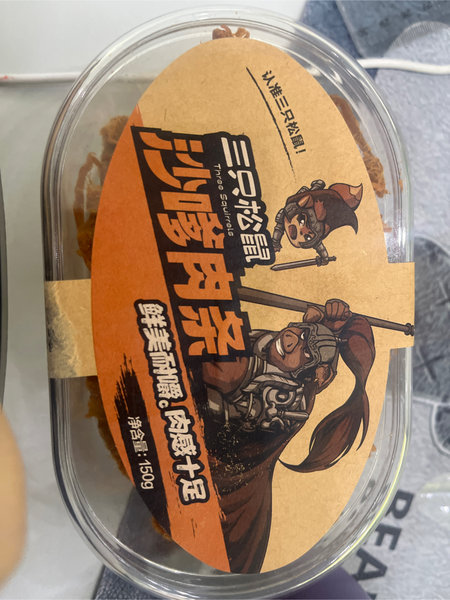 认准三只松鼠!
三只松鼠
Three Squirrels
沙嗲肉条
鲜美耐嚼。肉感十足
净含量:150g
BEA